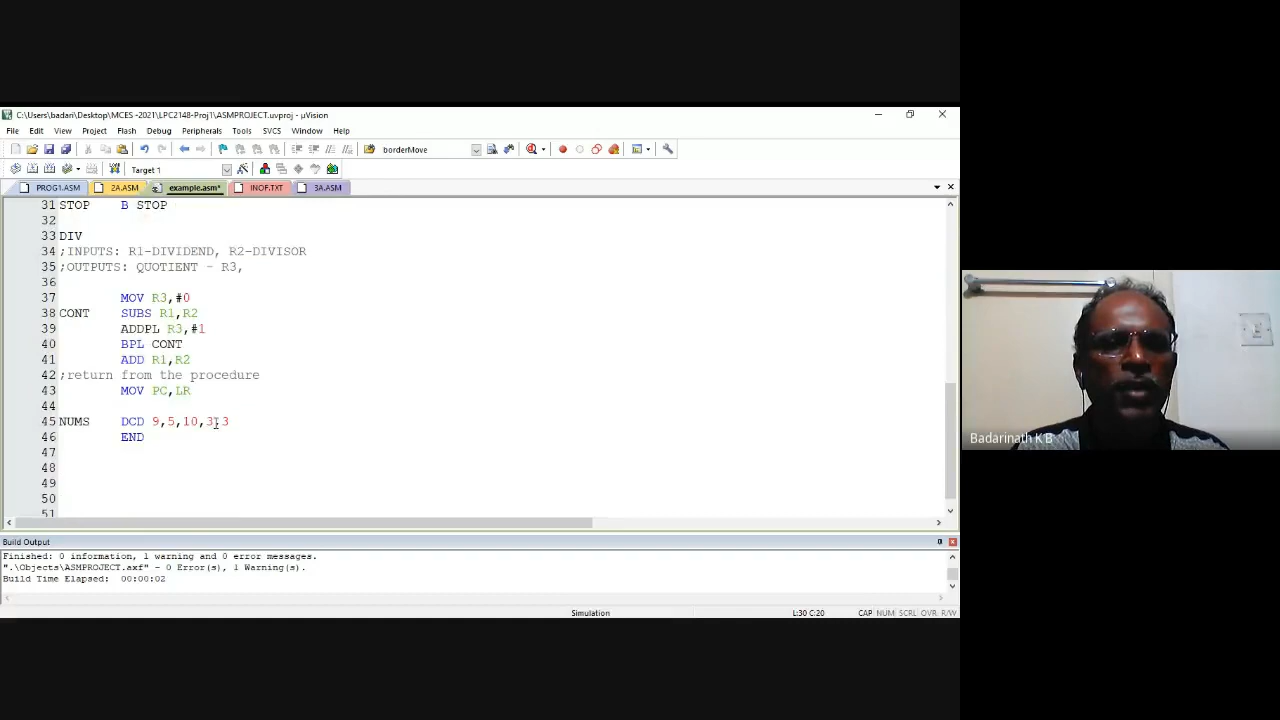 C:\Users\badari\Desktop\MCES -2021\LPC2148-Proj1\ASMPROJECT.uvproj - µVision
File Edit View Project Flash Debug Peripherals Tools SVCS Window Help
borderMove
Target 1
PROG1.ASM 2A.ASM example.asm* INOF.TXT 3A.ASM
31 STOP B STOP
32
33 DIV
34 ;INPUTS: R1-DIVIDEND, R2-DIVISOR
35 ;OUTPUTS: QUOTIENT - R3,
36
37 MOV R3,#0
38 CONT SUBS R1,R2
39 ADDPL R3,#1
40 BPL CONT
41 ADD R1,R2
42 ;return from the procedure
43 MOV PC,LR
44
45 NUMS DCD 9,5,10,3,3
46 END
47
48
49
50
51
Build Output
Finished: 0 information, 1 warning and 0 error messages.
".\Objects\ASMPROJECT.axf" - 0 Error(s), 1 Warning(s).
Build Time Elapsed: 00:00:02
Simulation L:30 C:20 CAP NUM SCRL OVR R/W
Badarinath K B